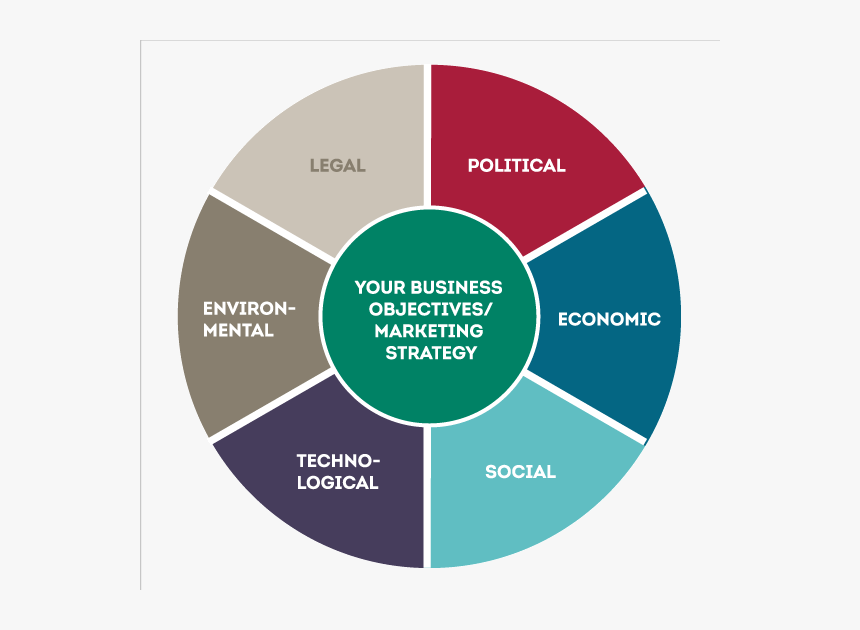 LEGAL
POLITICAL
YOUR BUSINESS
OBJECTIVES/
MARKETING
STRATEGY
ENVIRON-
MENTAL
ECONOMIC
TECHNO-
LOGICAL
SOCIAL